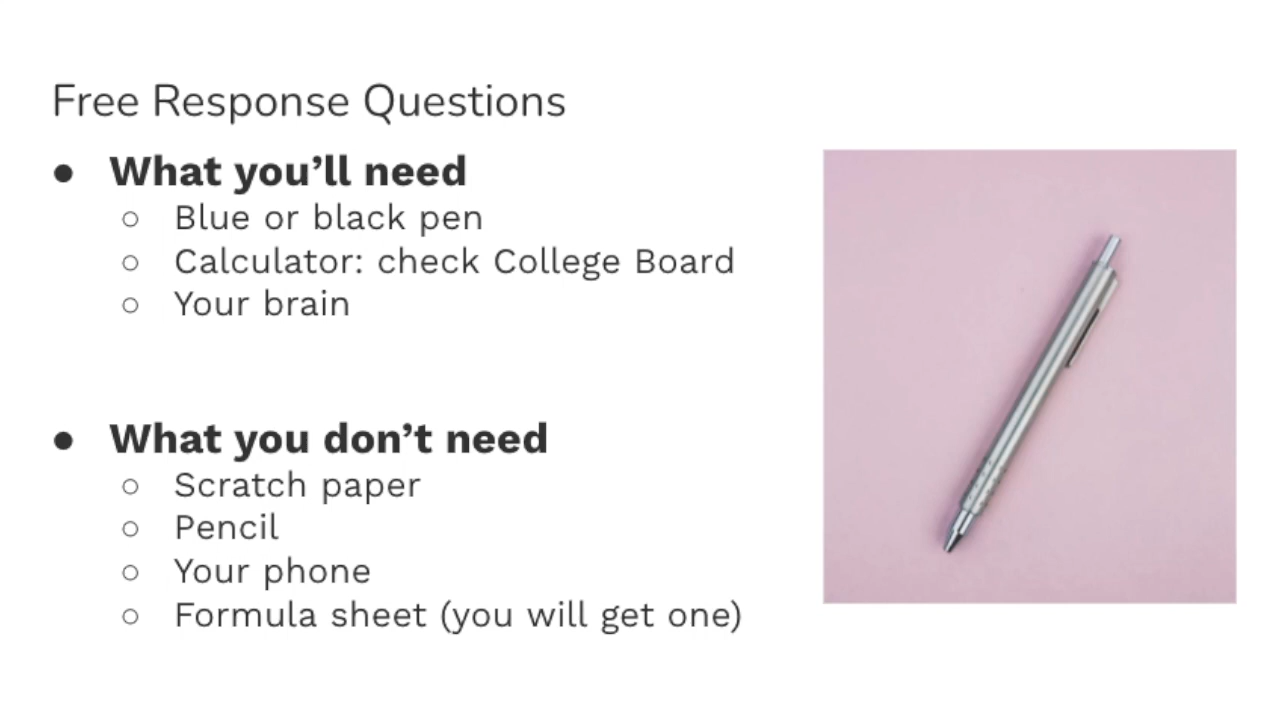 Free Response Questions
● What you’ll need
○ Blue or black pen
○ Calculator: check College Board
○ Your brain
● What you don’t need
○ Scratch paper
○ Pencil
○ Your phone
○ Formula sheet (you will get one)